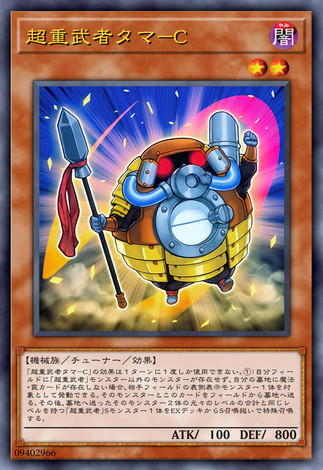 超重武者タマ－C
闇
やみ
【機械族／チューナー／効果】
「超重武者タマ－C」の効果は１ターンに１度しか使用できない。①：自分フィ
ールドに「超重武者」モンスター以外のモンスターが存在せず、自分の墓地に魔法
・罠カードが存在しない場合、相手フィールドの表側表示モンスター１体を対
象として発動できる。そのモンスターとこのカードをフィールドから墓地へ送
る。その後、墓地へ送ったそのモンスター２体の元々のレベルの合計と同じレ
ベルを持つ「超重武者」Ｓモンスター１体をEXデッキからＳ召喚扱いで特殊召喚
する。
ATK/ 100 DEF/ 800
09402966